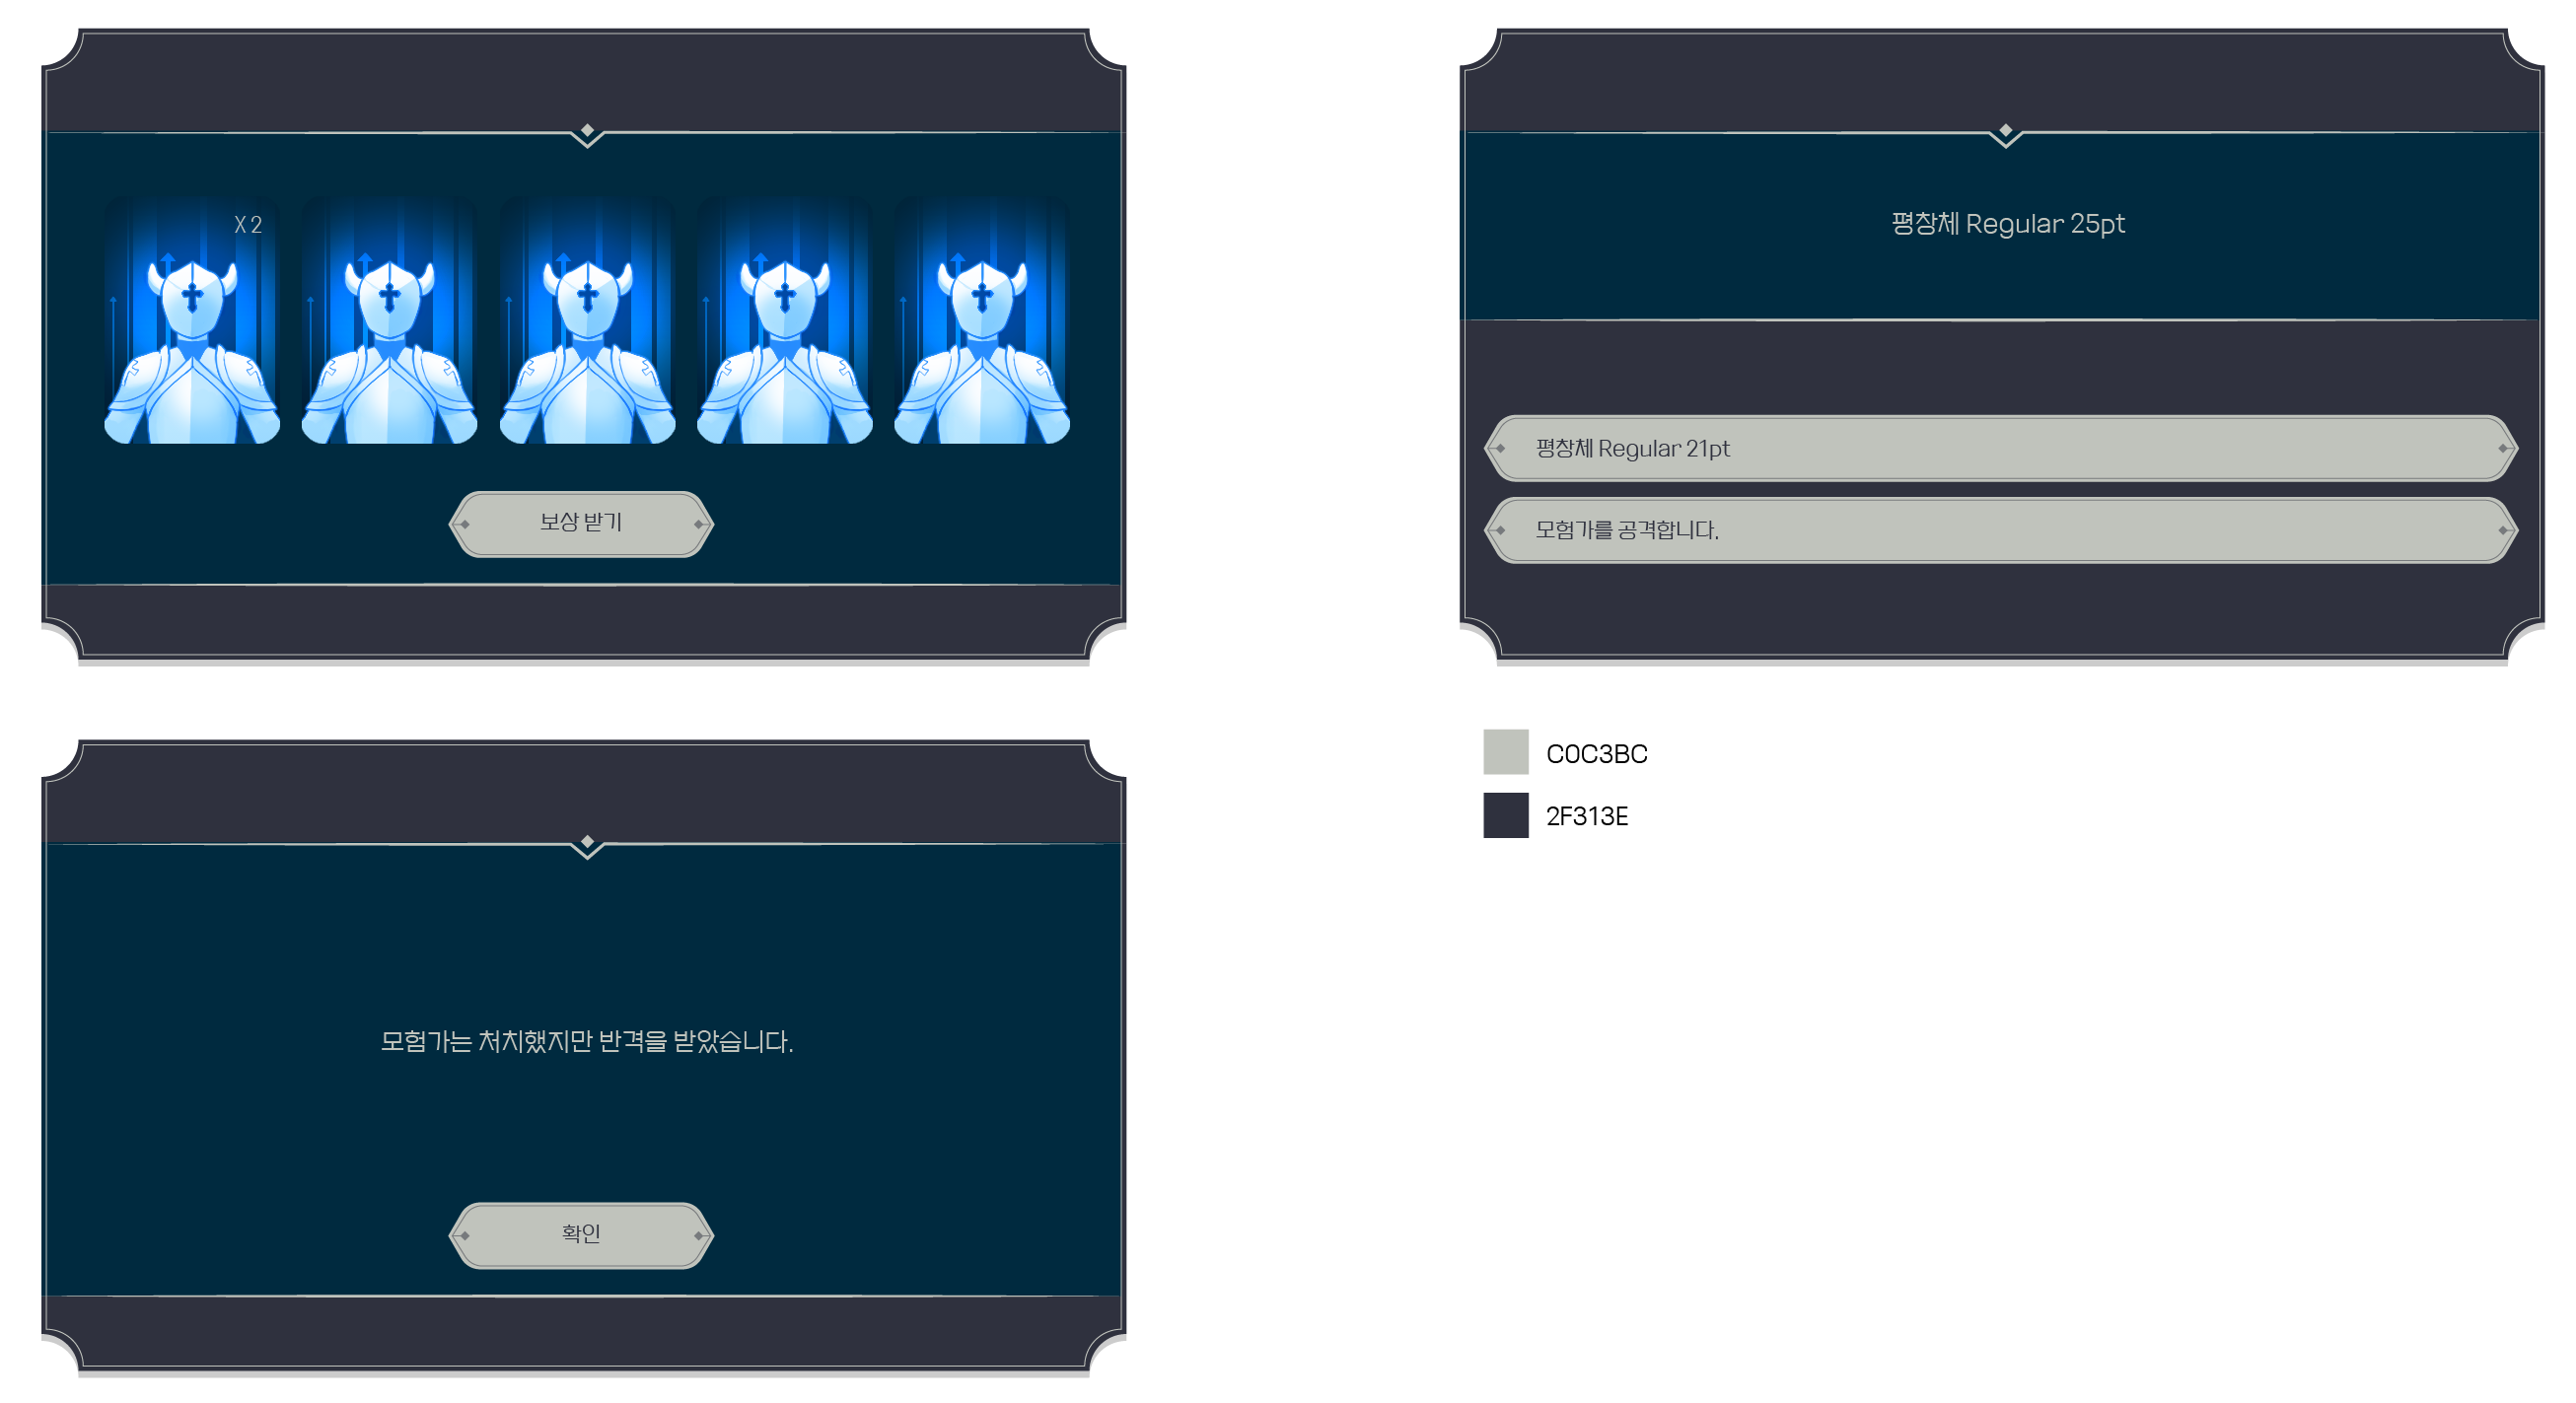 X 2
보상 받기
평창체 Regular 25pt
평창체 Regular 21pt
모험가를 공격합니다.
C0C3BC
2F313E
모험가는 처치했지만 반격을 받았습니다.
확인